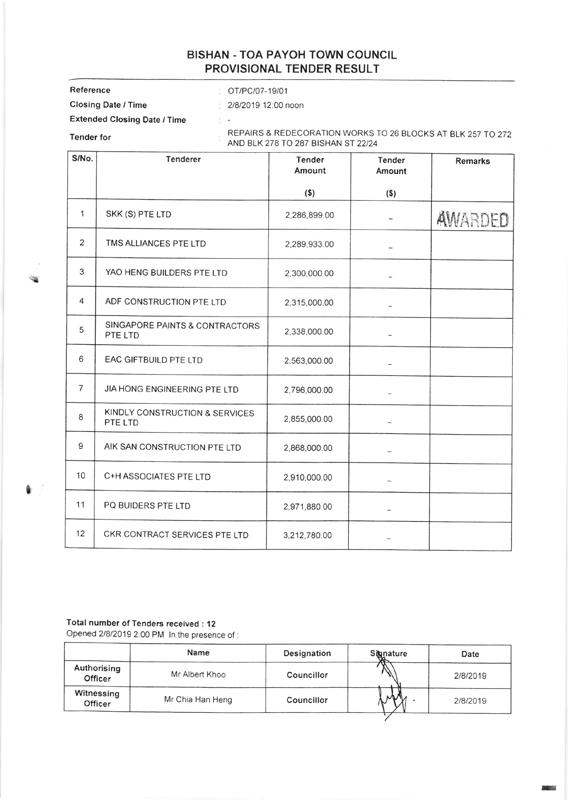 BISHAN - TOA PAYOH TOWN COUNCIL
PROVISIONAL TENDER RESULT
Reference : OT/PC/07-19/01
Closing Date / Time : 2/8/2019 12:00 noon
Extended Closing Date / Time : -
Tender for : REPAIRS & REDECORATION WORKS TO 26 BLOCKS AT BLK 257 TO 272
AND BLK 278 TO 287 BISHAN ST 22/24
S/No. Tenderer Tender Amount ($) Tender Amount ($) Remarks
1 SKK (S) PTE LTD 2,286,899.00 - AWARDED
2 TMS ALLIANCES PTE LTD 2,289,933.00 -
3 YAO HENG BUILDERS PTE LTD 2,300,000.00 -
4 ADF CONSTRUCTION PTE LTD 2,315,000.00 -
5 SINGAPORE PAINTS & CONTRACTORS PTE LTD 2,338,000.00 -
6 EAC GIFTBUILD PTE LTD 2,563,000.00 -
7 JIA HONG ENGINEERING PTE LTD 2,796,000.00 -
8 KINDLY CONSTRUCTION & SERVICES PTE LTD 2,855,000.00 -
9 AIK SAN CONSTRUCTION PTE LTD 2,868,000.00 -
10 C+H ASSOCIATES PTE LTD 2,910,000.00 -
11 PQ BUIDERS PTE LTD 2,971,880.00 -
12 CKR CONTRACT SERVICES PTE LTD 3,212,780.00 -
Total number of Tenders received : 12
Opened 2/8/2019 2:00 PM In the presence of :
Name Designation Signature Date
Authorising Officer Mr Albert Khoo Councillor 2/8/2019
Witnessing Officer Mr Chia Han Heng Councillor 2/8/2019